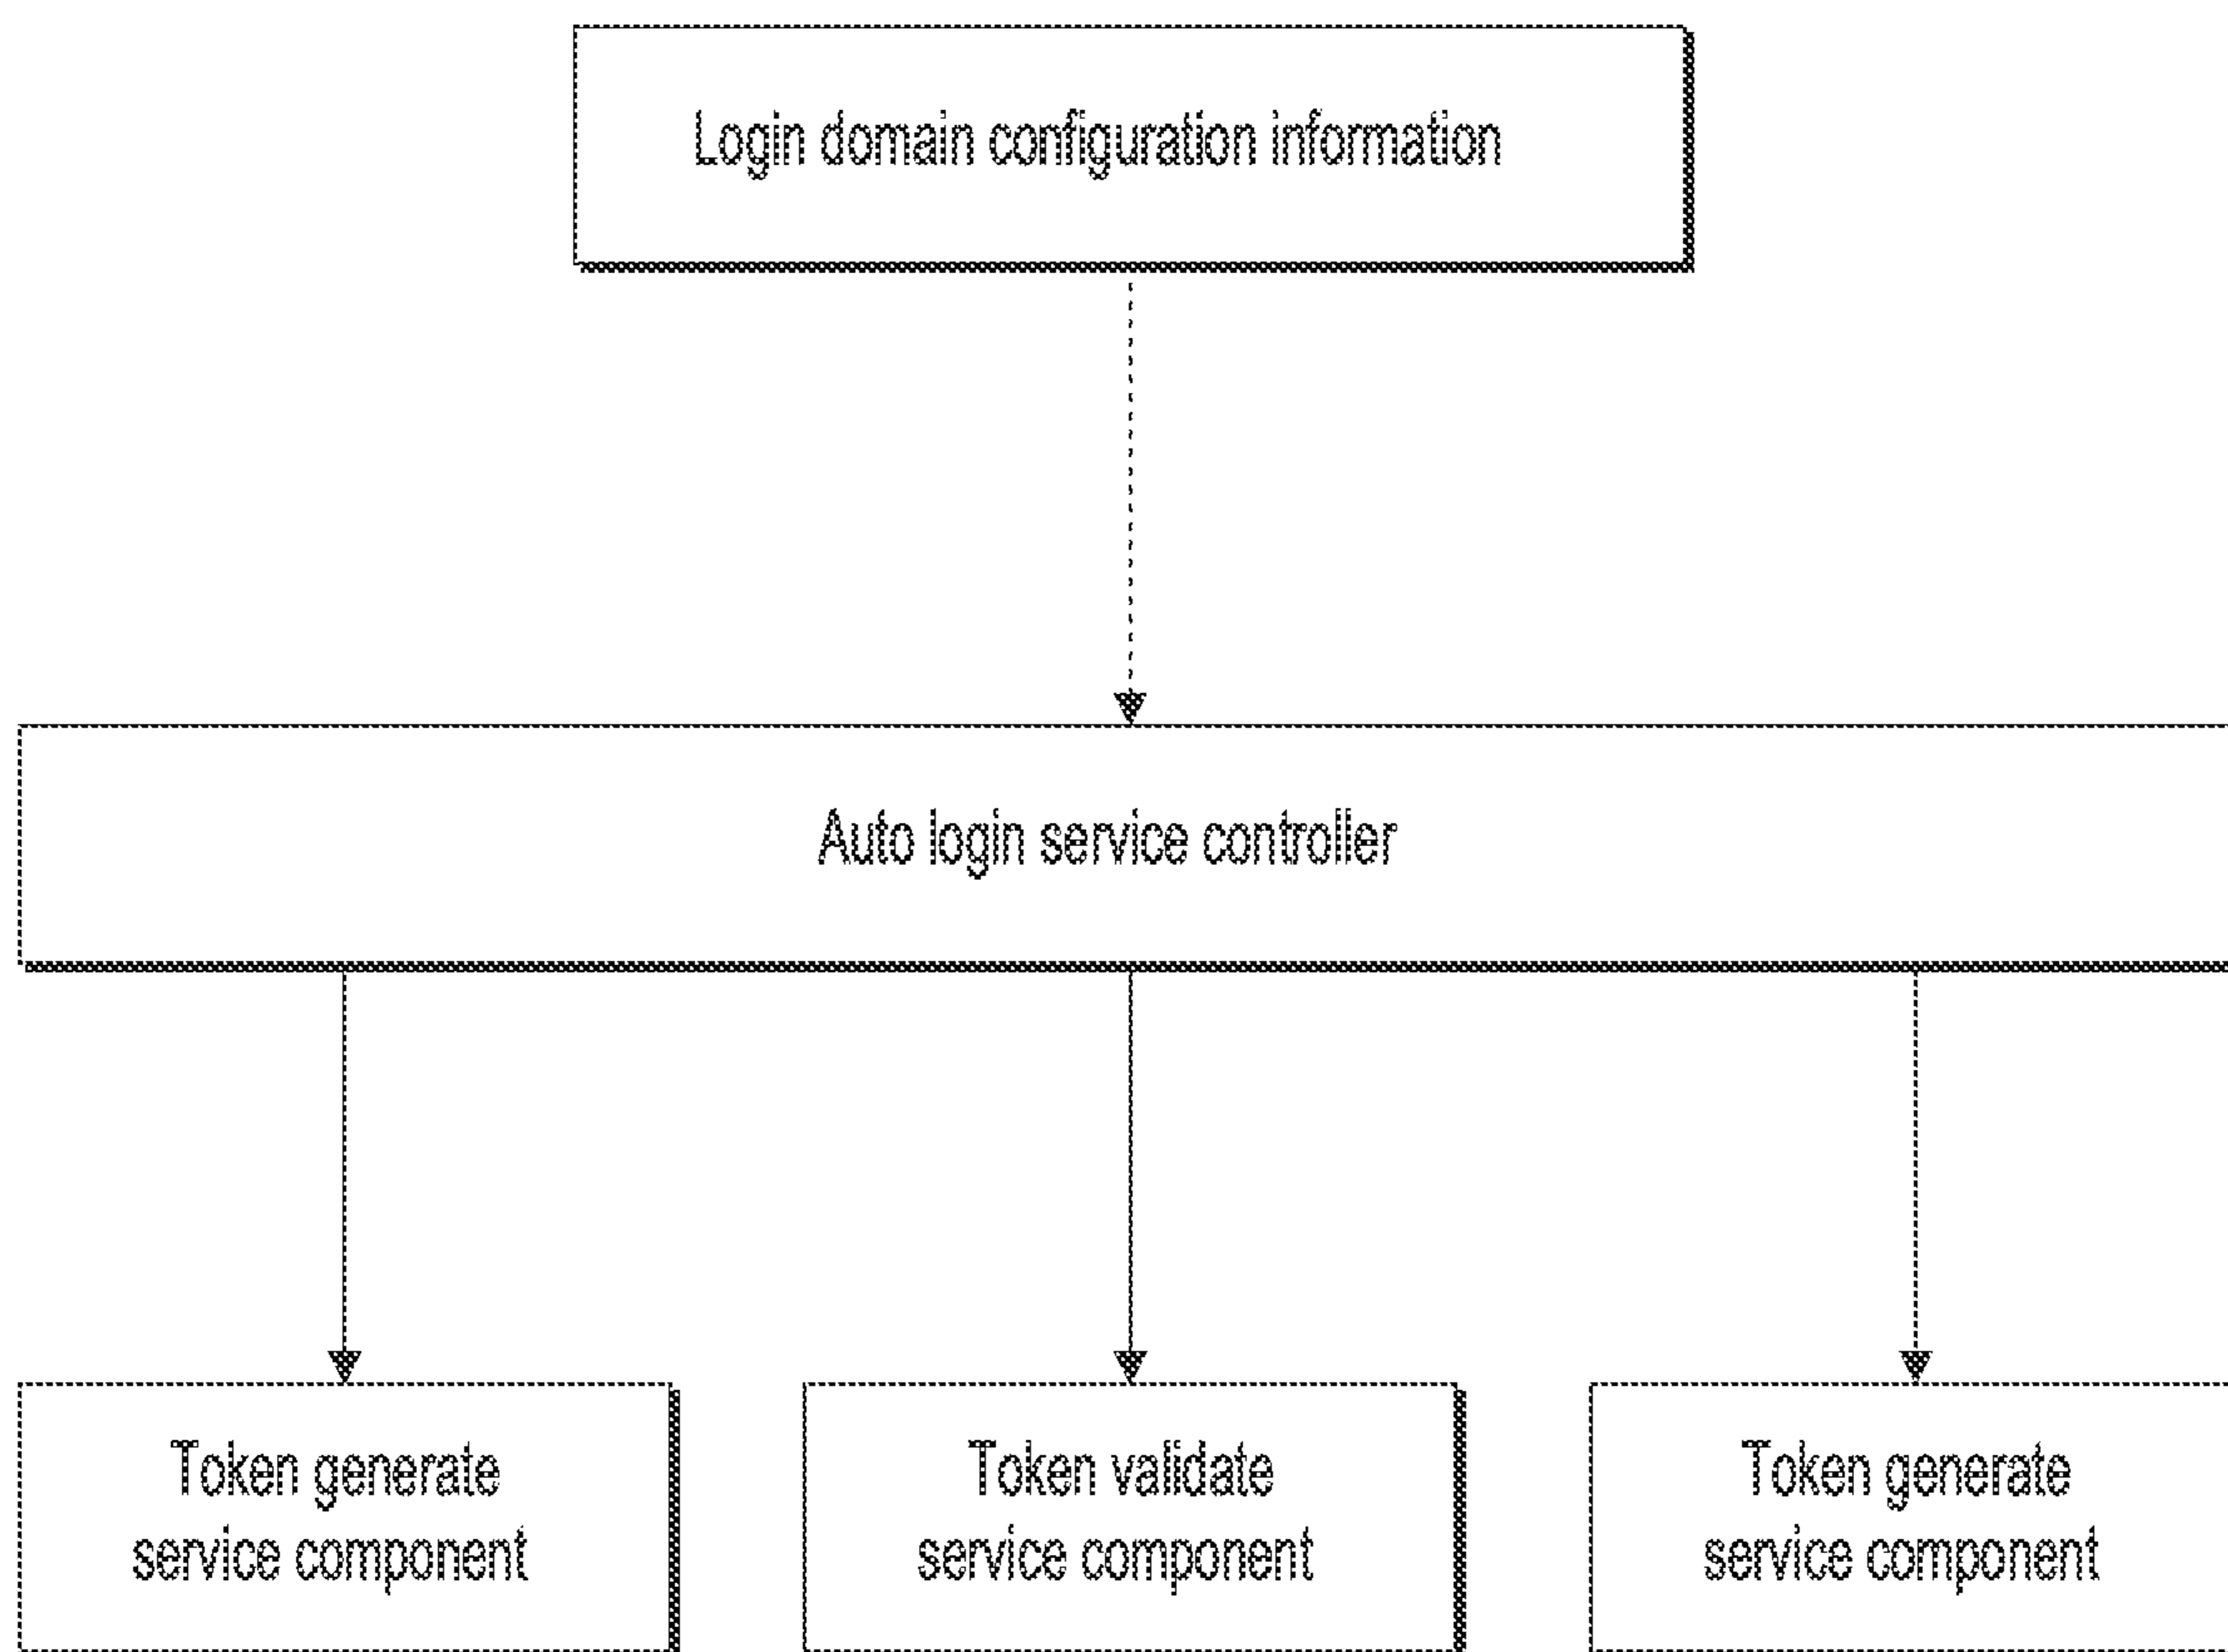 Login domain configuration information
Auto login service controller
Token generate
service component
Token validate
service component
Token generate
service component